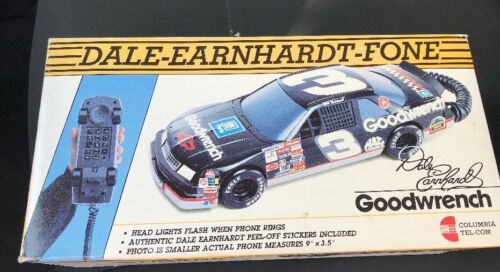 DALE-EARNHARDT-FONE
3
GM
Goodwrench
3
Goodwrench
Dale Earnhardt
Goodwrench
• HEAD LIGHTS FLASH WHEN PHONE RINGS
• AUTHENTIC DALE EARNHARDT PEEL-OFF STICKERS INCLUDED
• PHOTO IS SMALLER ACTUAL PHONE MEASURES 9" x 3.5"
COLUMBIA
TEL-COM